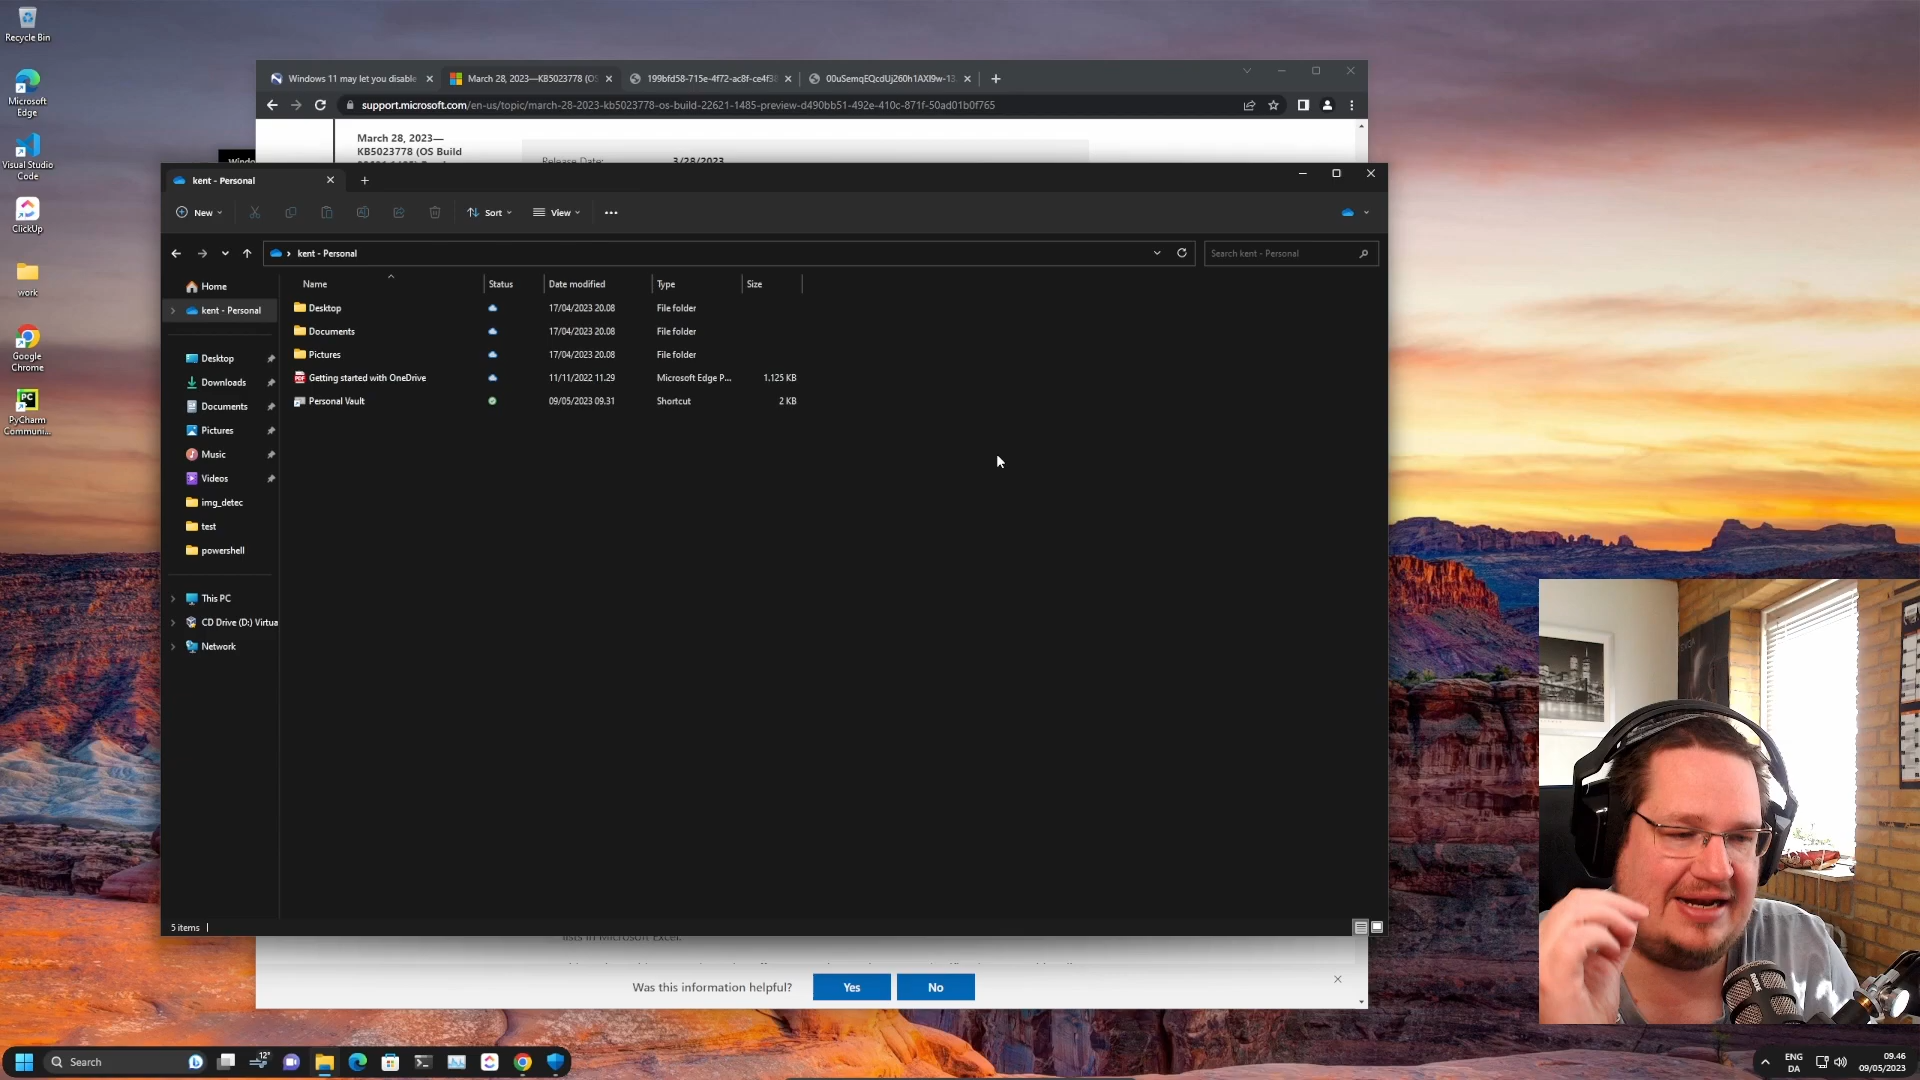 Recycle Bin
Microsoft
Edge
Visual Studio
Code
ClickUp
work
Google
Chrome
PyCharm
Communi...
Windows 11 may let you disable
March 28, 2023—KB5023778 (OS
199bfd58-715e-4f72-ac8f-ce4f38
00uSemqEQcdUj260h1AXI9w-13
support.microsoft.com/en-us/topic/march-28-2023-kb5023778-os-build-22621-1485-preview-d490bb51-492e-410c-871f-50ad01b0f765
March 28, 2023—
KB5023778 (OS Build
Release Date:
3/28/2023
kent - Personal
New
Sort
View
kent - Personal
Search kent - Personal
Home
kent - Personal
Desktop
Downloads
Documents
Pictures
Music
Videos
img_detec
test
powershell
This PC
CD Drive (D:) Virtua
Network
Name Status Date modified Type Size
Desktop 17/04/2023 20.08 File folder
Documents 17/04/2023 20.08 File folder
Pictures 17/04/2023 20.08 File folder
Getting started with OneDrive 11/11/2022 11.29 Microsoft Edge P... 1.125 KB
Personal Vault 09/05/2023 09.31 Shortcut 2 KB
5 items
lists in Microsoft Excel.
Was this information helpful?
Yes
No
Search
12°
ENG
DA
09.46
09/05/2023